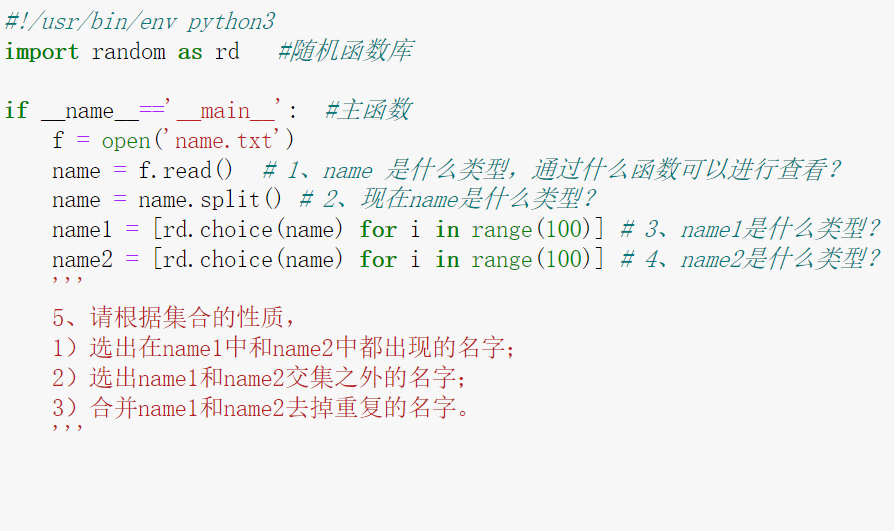 #!/usr/bin/env python3
import random as rd   #随机函数库
if __name__=='__main__':  #主函数
    f = open('name.txt')
    name = f.read()  # 1、name 是什么类型，通过什么函数可以进行查看?
    name = name.split() # 2、现在name是什么类型?
    name1 = [rd.choice(name) for i in range(100)] # 3、name1是什么类型?
    name2 = [rd.choice(name) for i in range(100)] # 4、name2是什么类型?
    '''
    5、请根据集合的性质，
    1）选出在name1中和name2中都出现的名字；
    2）选出name1和name2交集之外的名字；
    3）合并name1和name2去掉重复的名字。
    '''